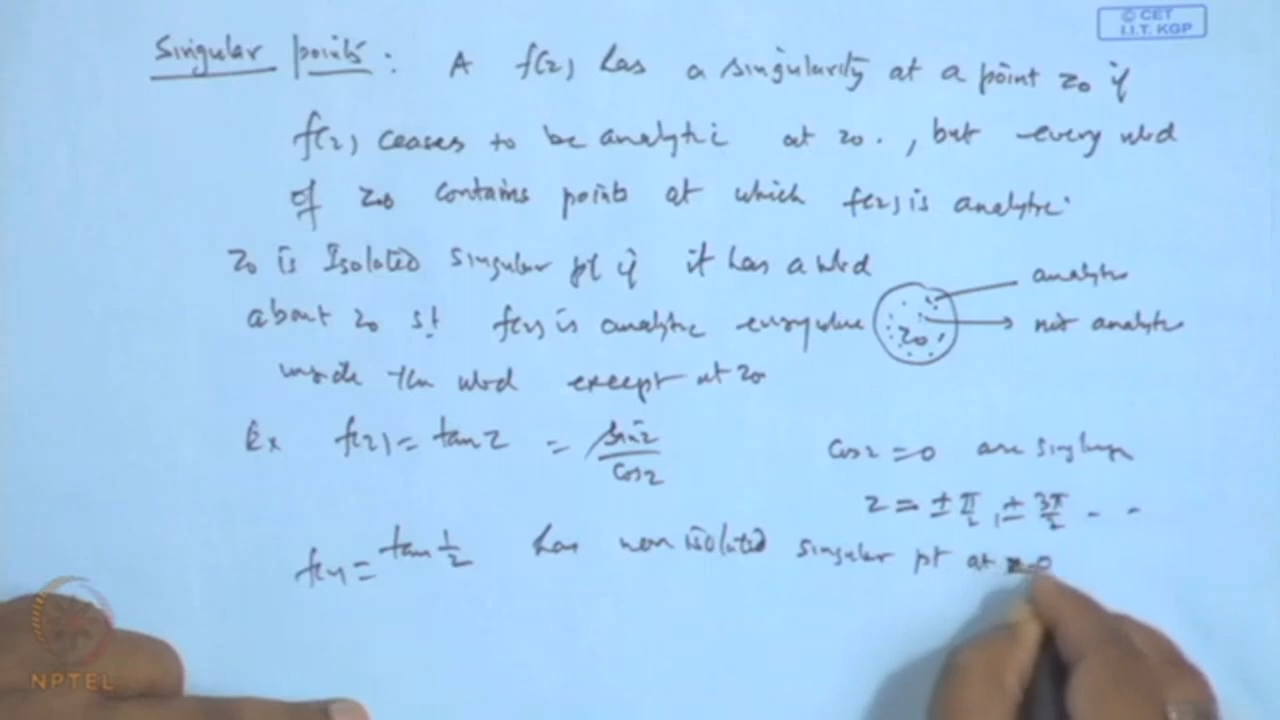 © CET
I.I.T. KGP
Singular points : A f(z) has a singularity at a point z₀ if
f(z) ceases to be analytic at z₀. , but every nbd
of z₀ contains points at which f(z) is analytic.
z₀ is Isolated singular pt if it has a nbd
about z₀ st f(z) is analytic everywhere
inside the nbd except at z₀
analytic
not analytic
z₀
Ex f(z) = tan z = sin z / cos z
cos z = 0 are singular
z = ± π/2, ± 3π/2 - -
f(z) = tan 1/z has non isolated singular pt at z=0
NPTEL